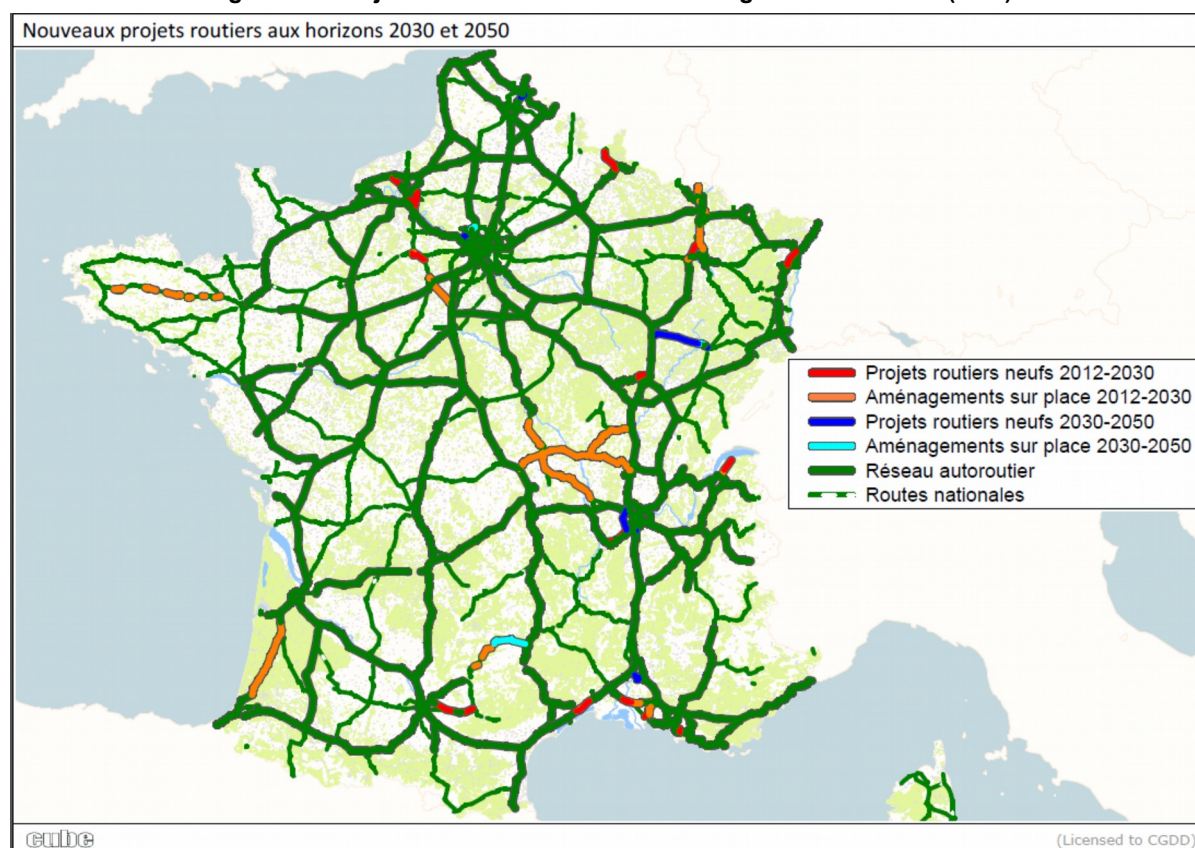 Nouveaux projets routiers aux horizons 2030 et 2050
Projets routiers neufs 2012-2030
Aménagements sur place 2012-2030
Projets routiers neufs 2030-2050
Aménagements sur place 2030-2050
Réseau autoroutier
Routes nationales
cube
(Licensed to CGDD)